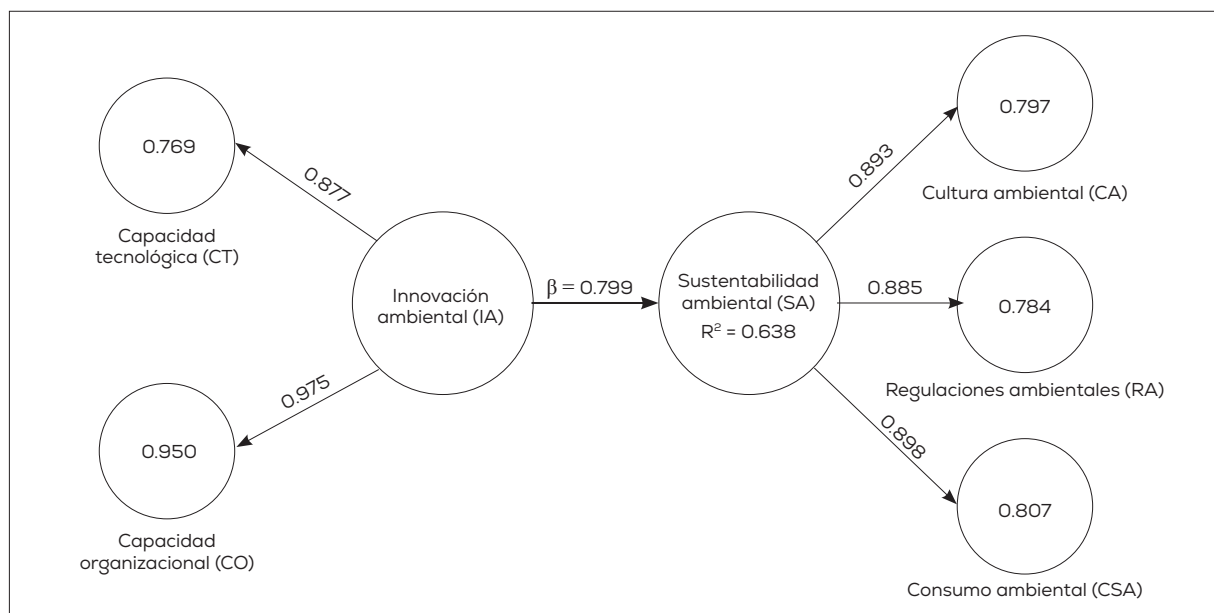 0.769
Capacidad
tecnológica (CT)
0.877
0.950
Capacidad
organizacional (CO)
0.975
Innovación
ambiental (IA)
β = 0.799
Sustentabilidad
ambiental (SA)
R² = 0.638
0.893
0.797
Cultura ambiental (CA)
0.885
0.784
Regulaciones ambientales (RA)
0.898
0.807
Consumo ambiental (CSA)